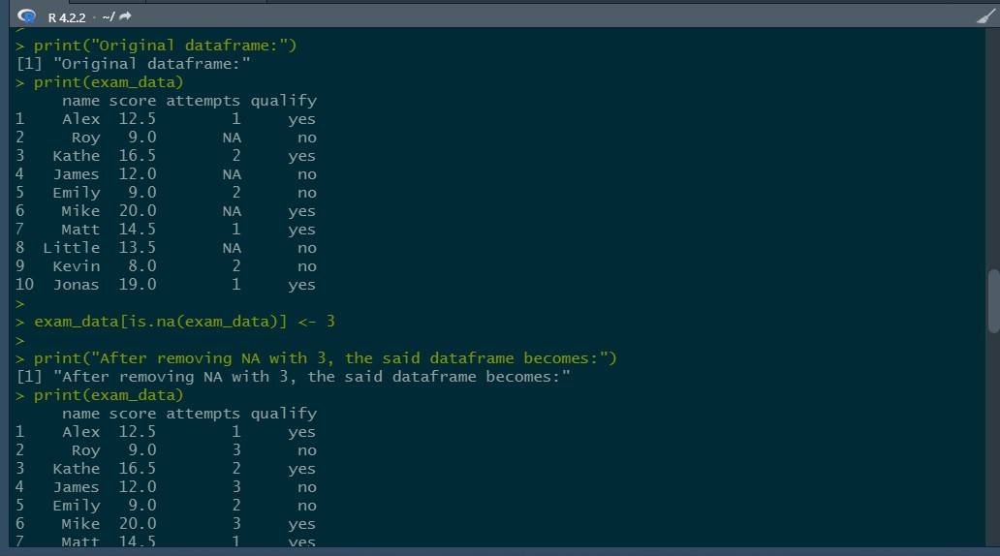 R 4.2.2 · ~/
>
> print("Original dataframe:")
[1] "Original dataframe:"
> print(exam_data)
     name score attempts qualify
1    Alex  12.5        1     yes
2     Roy   9.0       NA      no
3   Kathe  16.5        2     yes
4   James  12.0       NA      no
5   Emily   9.0        2      no
6    Mike  20.0       NA     yes
7    Matt  14.5        1     yes
8  Little  13.5       NA      no
9   Kevin   8.0        2      no
10  Jonas  19.0        1     yes
>
> exam_data[is.na(exam_data)] <- 3
>
> print("After removing NA with 3, the said dataframe becomes:")
[1] "After removing NA with 3, the said dataframe becomes:"
> print(exam_data)
     name score attempts qualify
1    Alex  12.5        1     yes
2     Roy   9.0        3      no
3   Kathe  16.5        2     yes
4   James  12.0        3      no
5   Emily   9.0        2      no
6    Mike  20.0        3     yes
7    Matt  14.5        1     yes